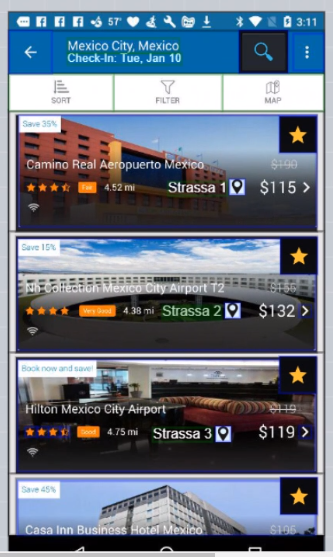 57°
3:11
Mexico City, Mexico
Check-In: Tue, Jan 10
SORT
FILTER
MAP
Save 35%
Camino Real Aeropuerto Mexico
$190
Fair
4.52 mi
Strassa 1
$115
Save 15%
Nh Collection Mexico City Airport T2
$155
Very Good
4.38 mi
Strassa 2
$132
Book now and save!
Hilton Mexico City Airport
$119
Good
4.75 mi
Strassa 3
$119
Save 45%
Casa Inn Business Hotel Mexico
$195